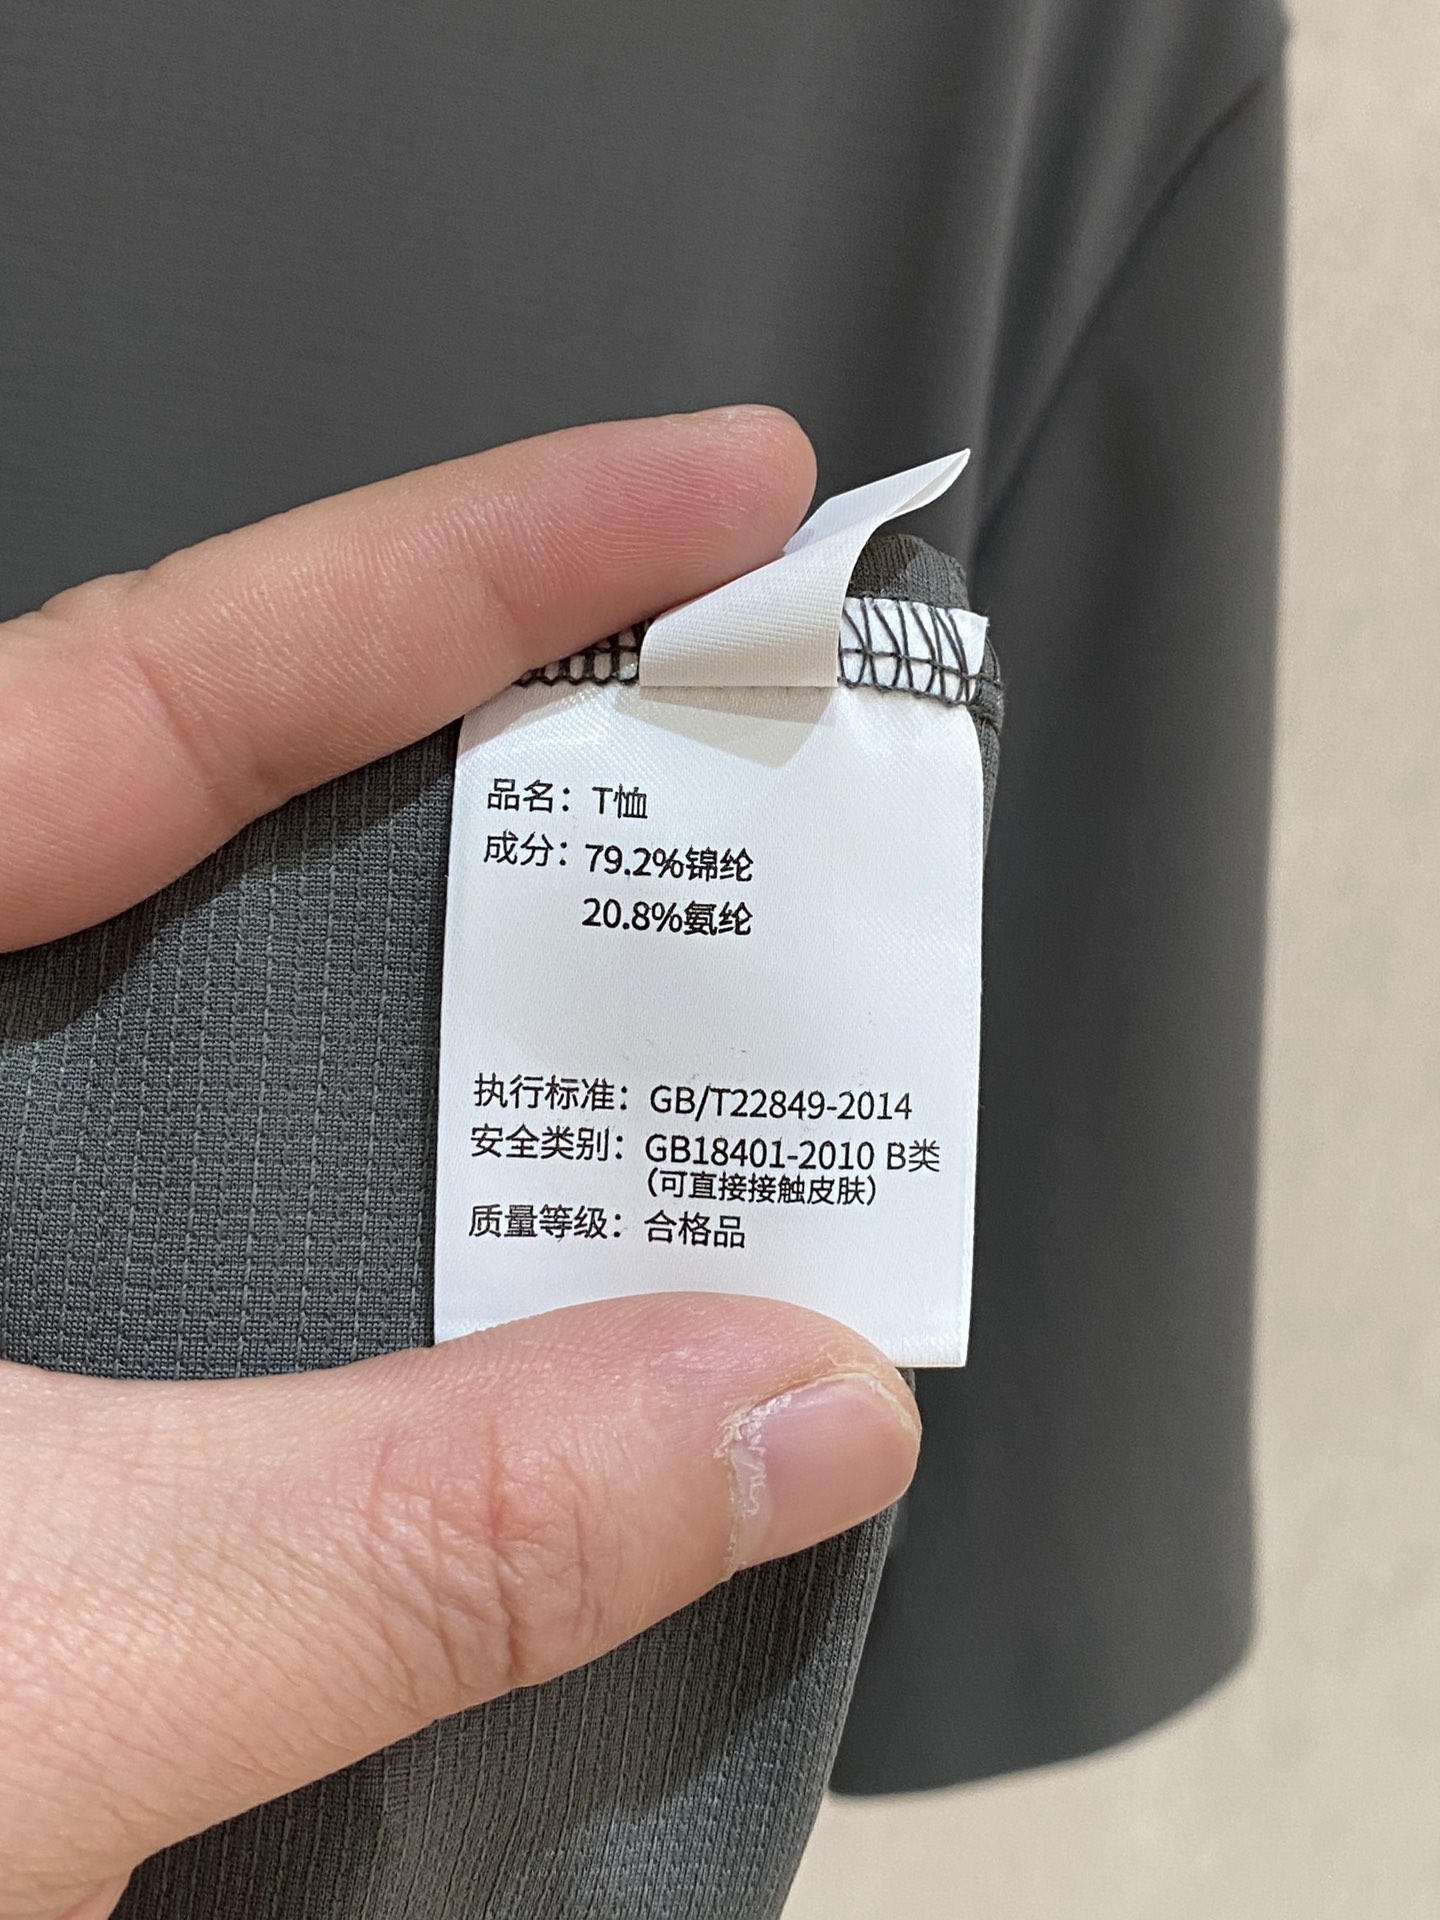 品名：T恤
成分：79.2%锦纶
20.8%氨纶
执行标准：GB/T22849-2014
安全类别：GB18401-2010 B类
（可直接接触皮肤）
质量等级：合格品